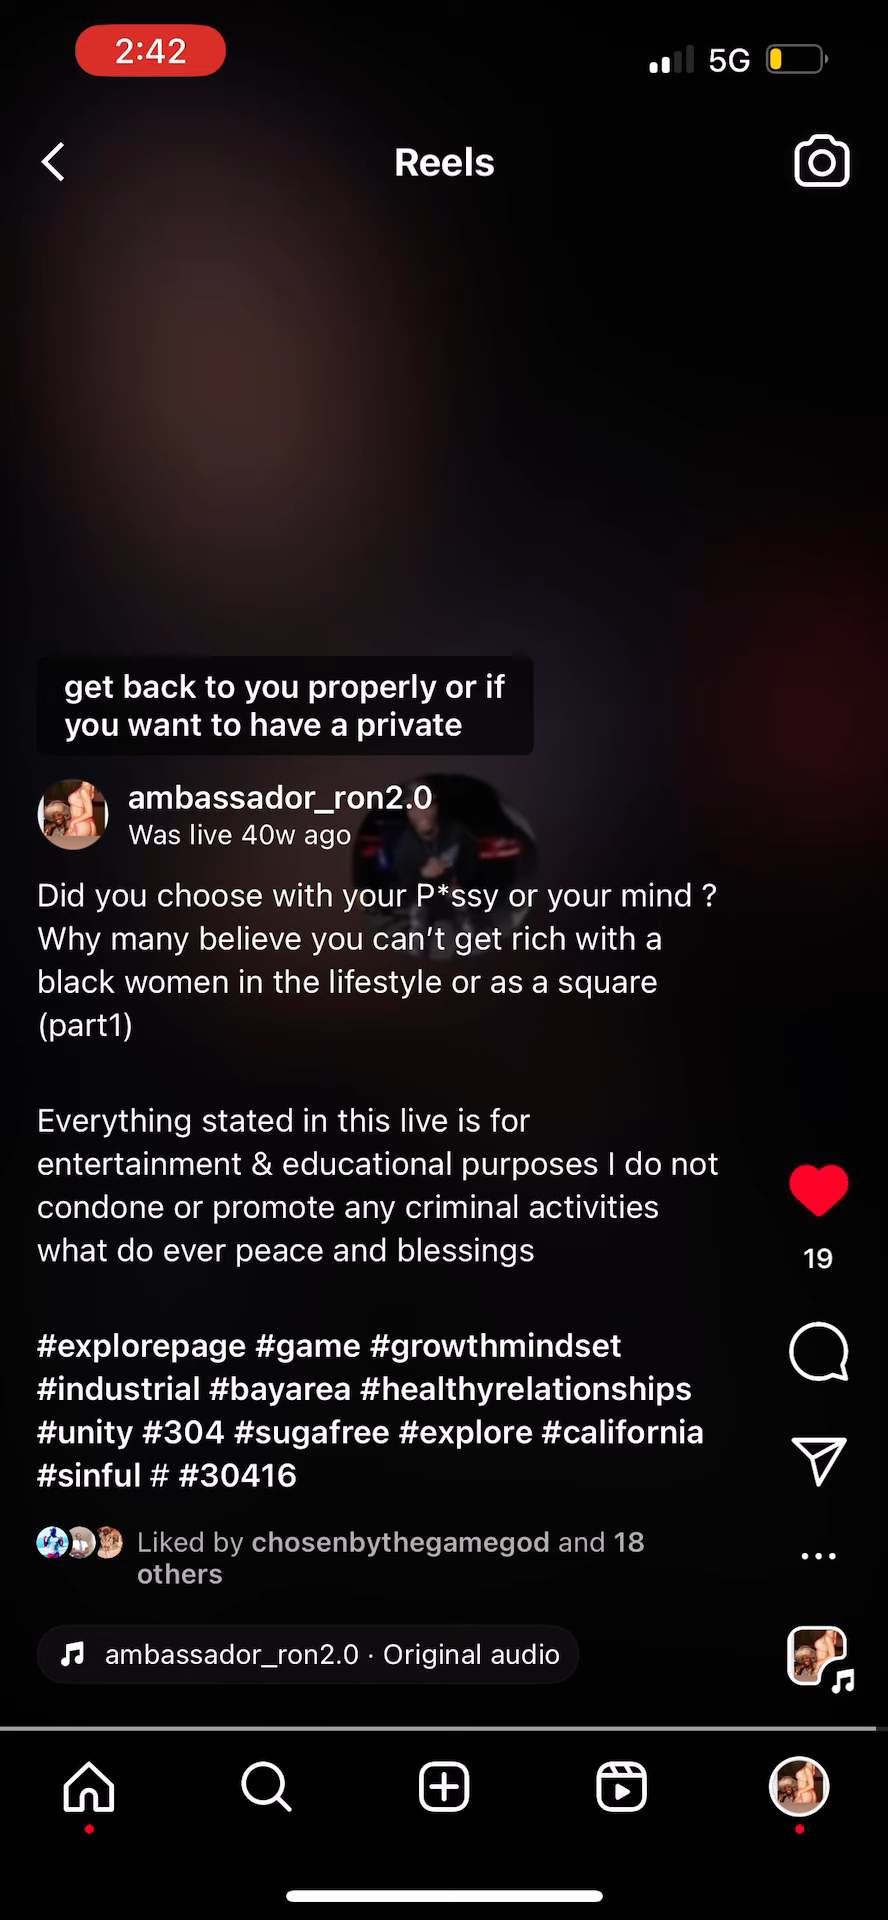 2:42
5G
Reels
get back to you properly or if
you want to have a private
ambassador_ron2.0
Was live 40w ago
Did you choose with your P*ssy or your mind ?
Why many believe you can’t get rich with a
black women in the lifestyle or as a square
(part1)
Everything stated in this live is for
entertainment & educational purposes I do not
condone or promote any criminal activities
what do ever peace and blessings
#explorepage #game #growthmindset
#industrial #bayarea #healthyrelationships
#unity #304 #sugafree #explore #california
#sinful # #30416
19
Liked by chosenbythegamegod and 18
others
ambassador_ron2.0 · Original audio